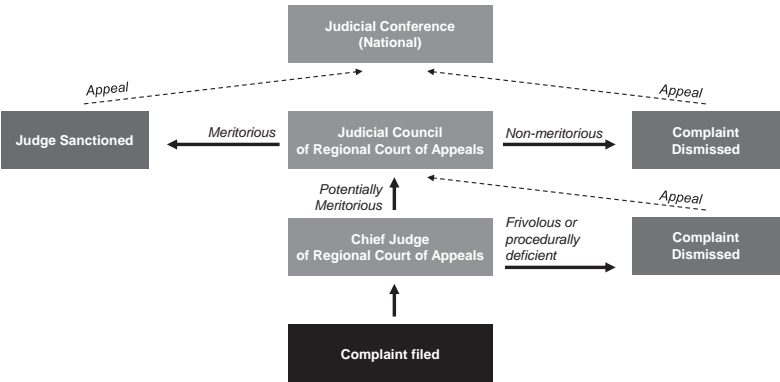 Judicial Conference
(National)
Appeal
Appeal
Judge Sanctioned
Meritorious
Judicial Council
of Regional Court of Appeals
Non-meritorious
Complaint
Dismissed
Potentially
Meritorious
Appeal
Chief Judge
of Regional Court of Appeals
Frivolous or
procedurally
deficient
Complaint
Dismissed
Complaint filed